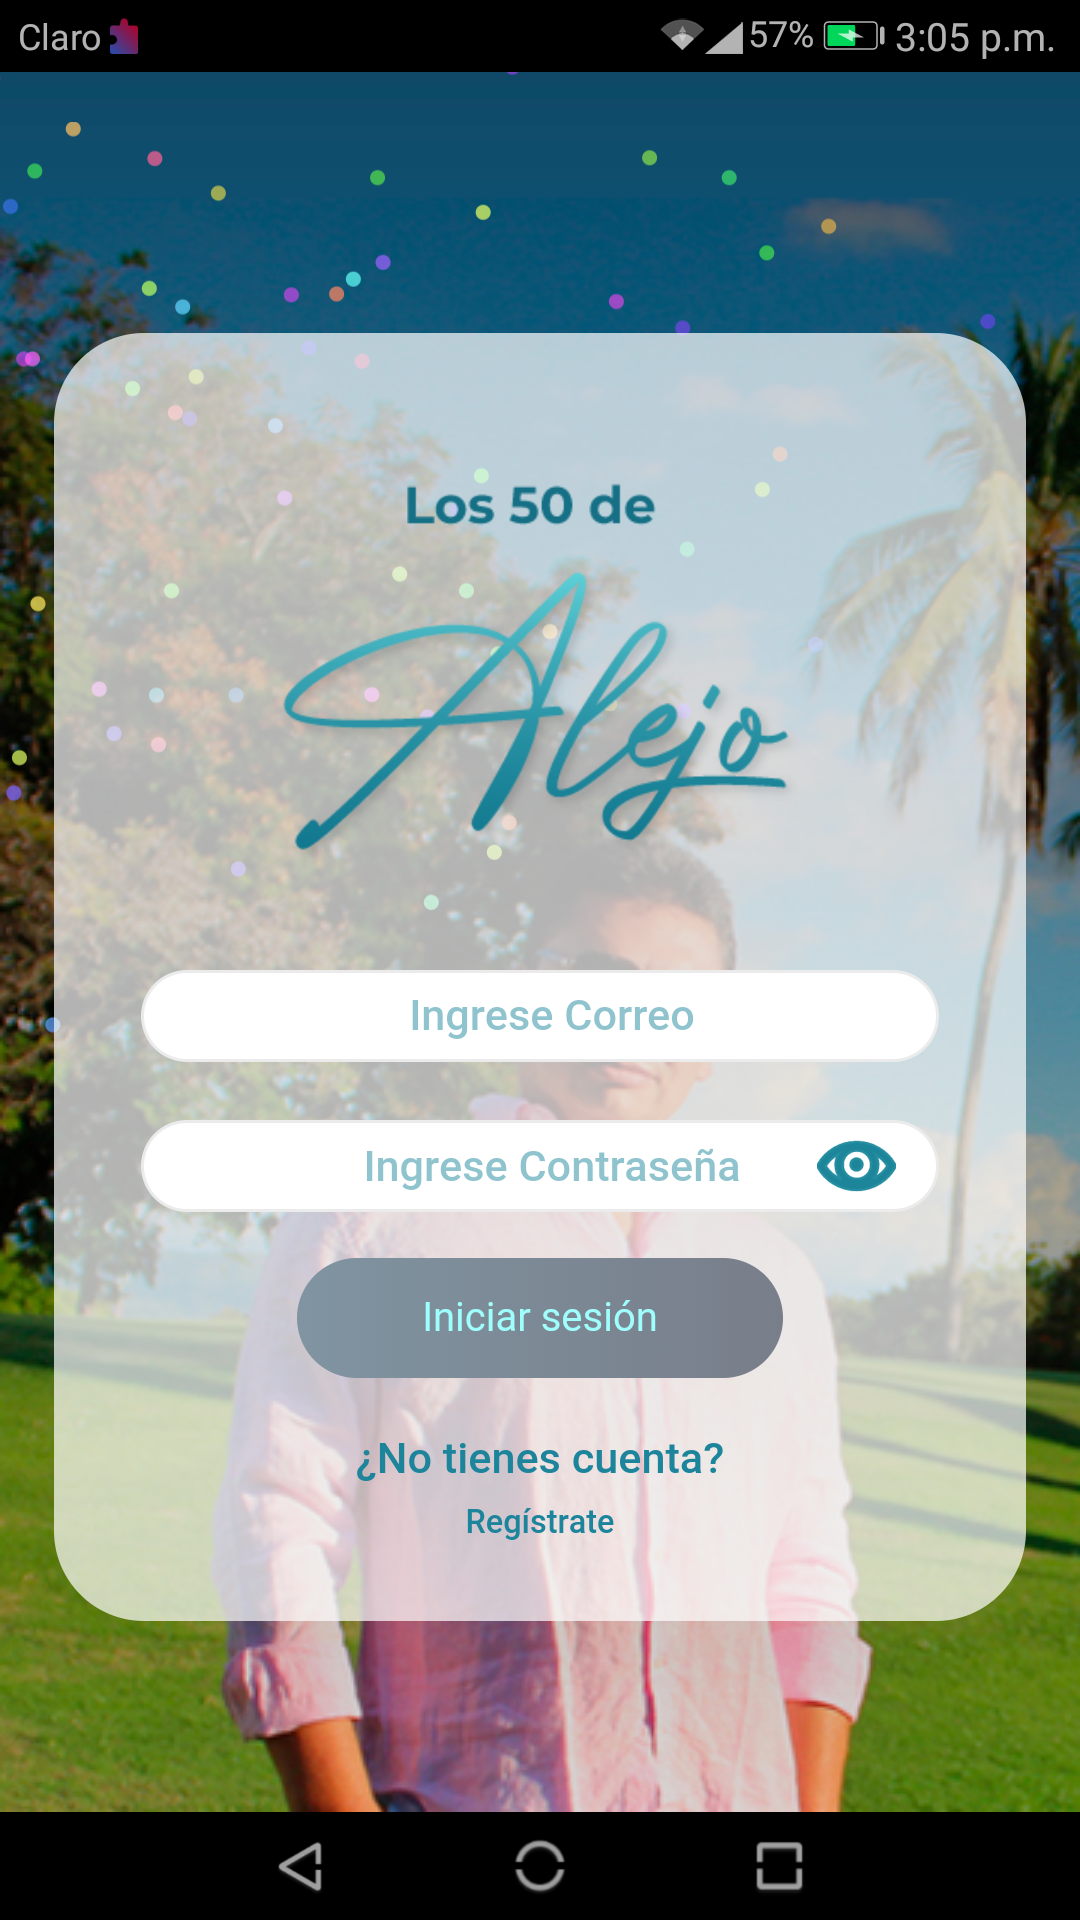 Claro 57% 3:05 p.m.
Los 50 de
Alejo
Ingrese Correo
Ingrese Contraseña
Iniciar sesión
¿No tienes cuenta?
Regístrate